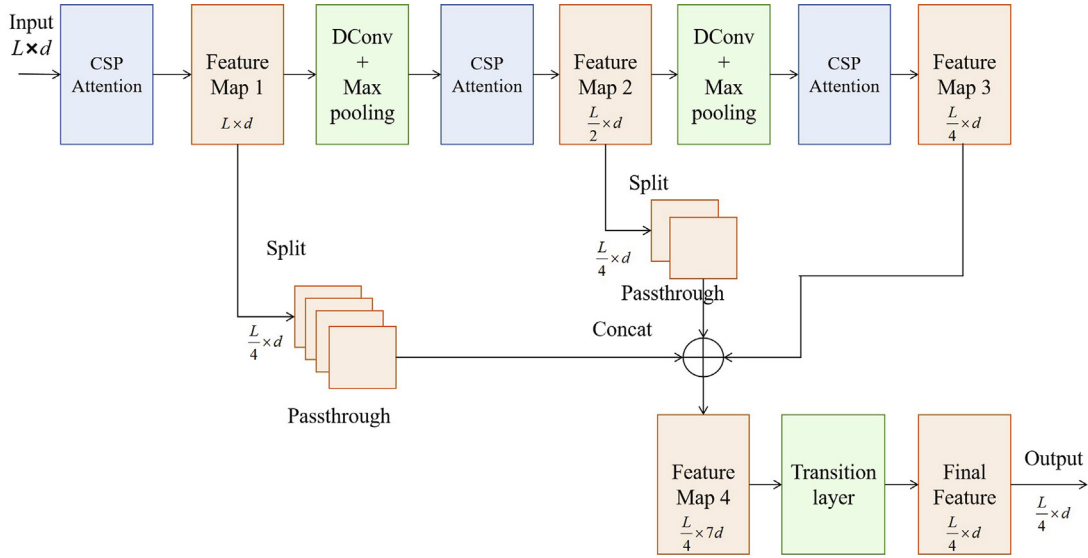 Input
L×d
CSP
Attention
Feature
Map 1
L×d
DConv
+
Max
pooling
CSP
Attention
Feature
Map 2
L/2 ×d
DConv
+
Max
pooling
CSP
Attention
Feature
Map 3
L/4 ×d
Split
L/4 ×d
Passthrough
Split
L/4 ×d
Passthrough
Concat
Feature
Map 4
L/4 ×7d
Transition
layer
Final
Feature
L/4 ×d
Output
L/4 ×d